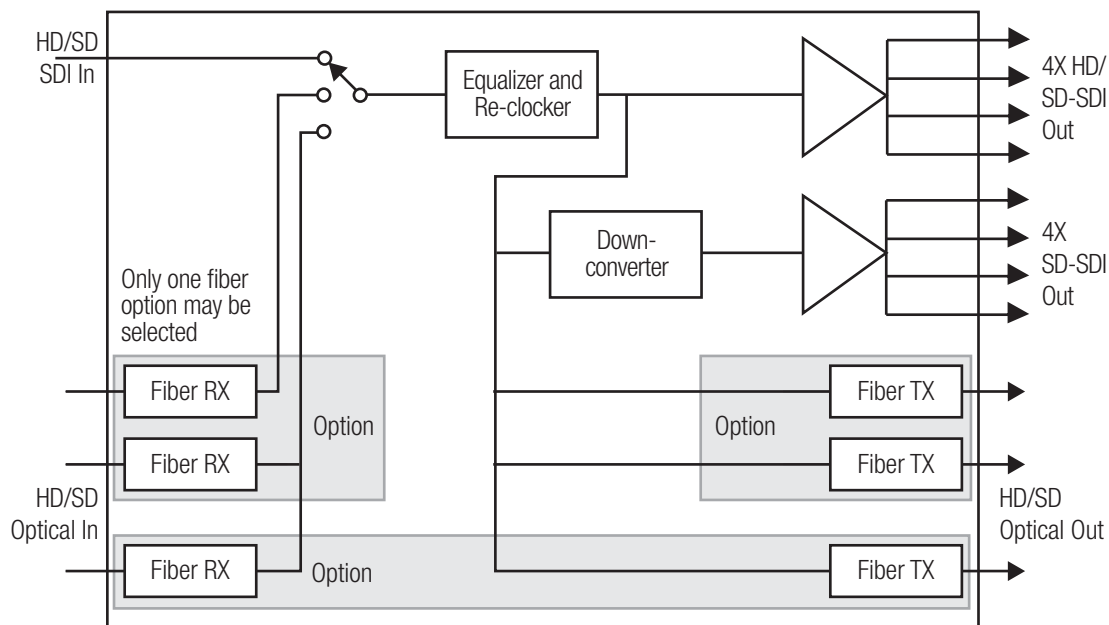 HD/SD
SDI In
Equalizer and
Re-clocker
4X HD/
SD-SDI
Out
Down-
converter
4X
SD-SDI
Out
Only one fiber
option may be
selected
Fiber RX
Option
Fiber RX
Fiber TX
Option
Fiber TX
HD/SD
Optical In
HD/SD
Optical Out
Fiber RX
Option
Fiber TX